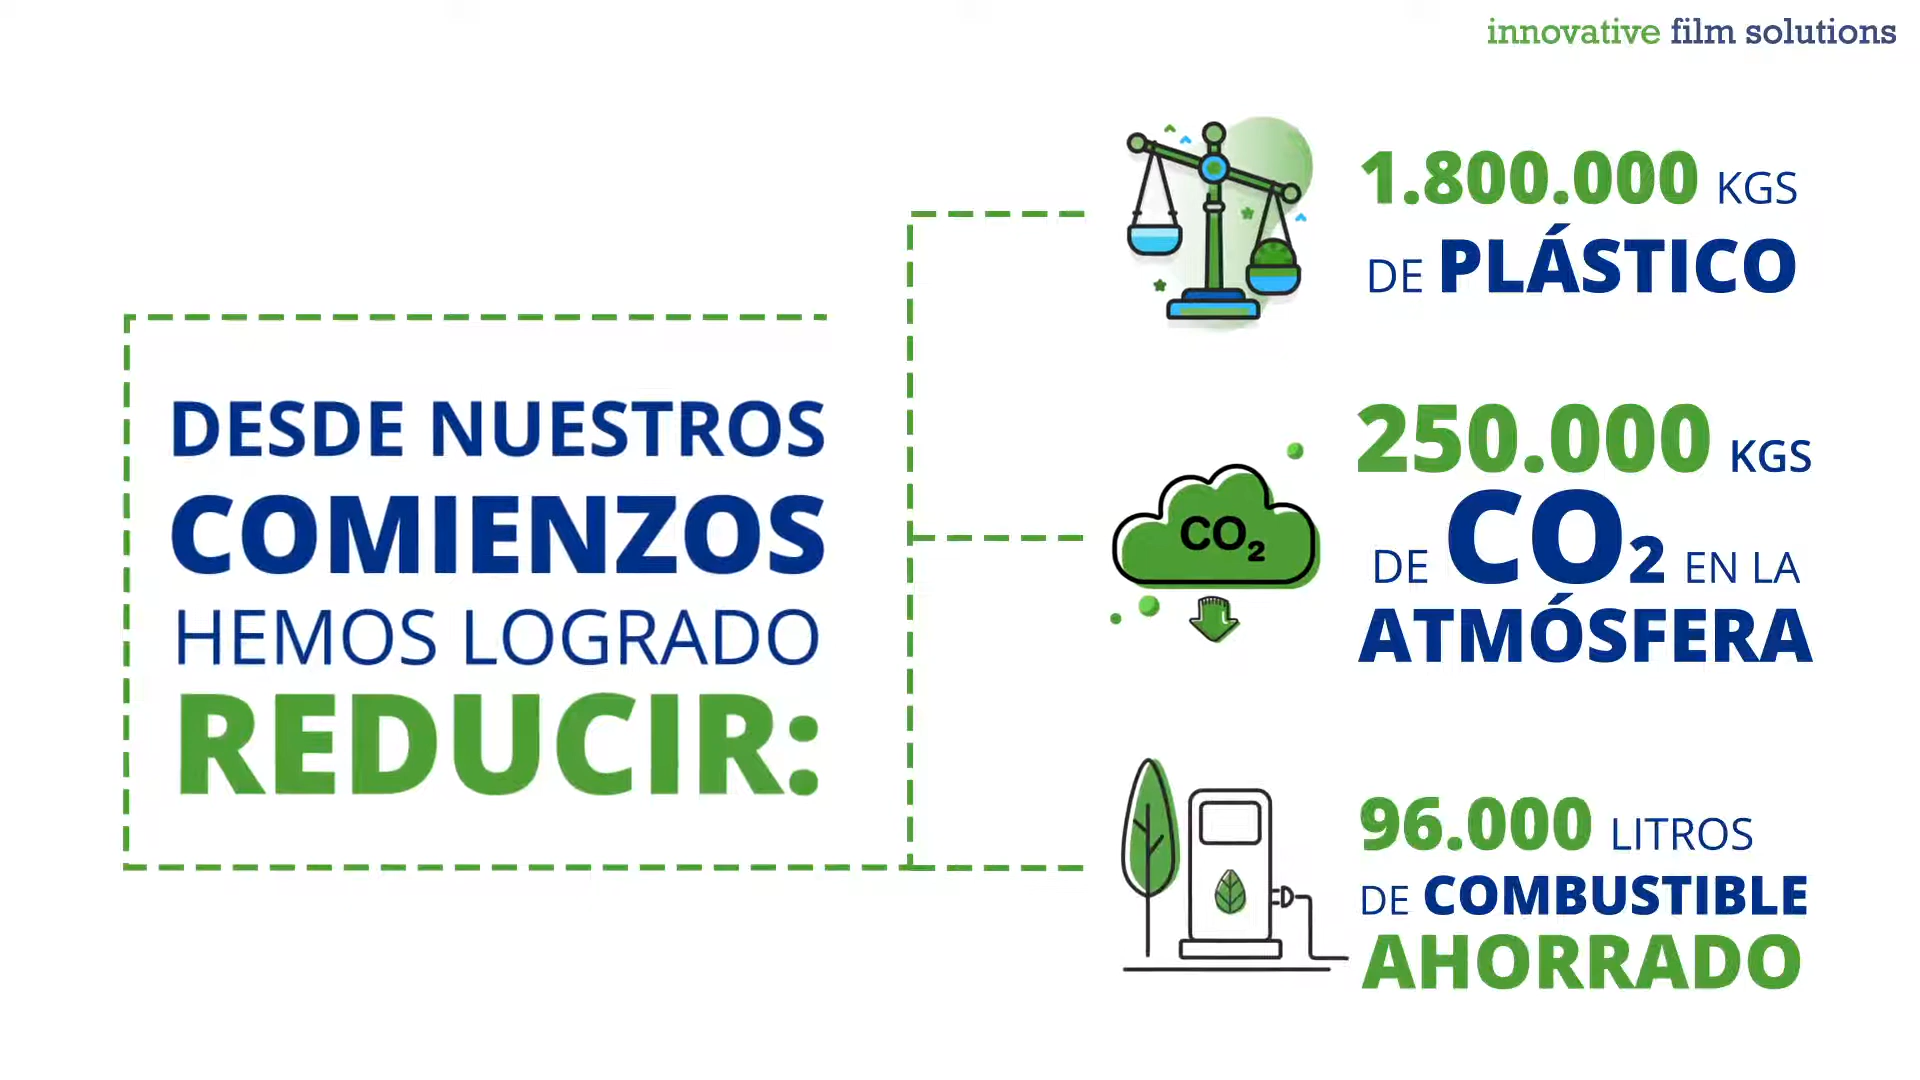 innovative film solutions
DESDE NUESTROS
COMIENZOS
HEMOS LOGRADO
REDUCIR:
1.800.000 KGS
DE PLÁSTICO
CO₂
250.000 KGS
DE CO₂ EN LA
ATMÓSFERA
96.000 LITROS
DE COMBUSTIBLE
AHORRADO